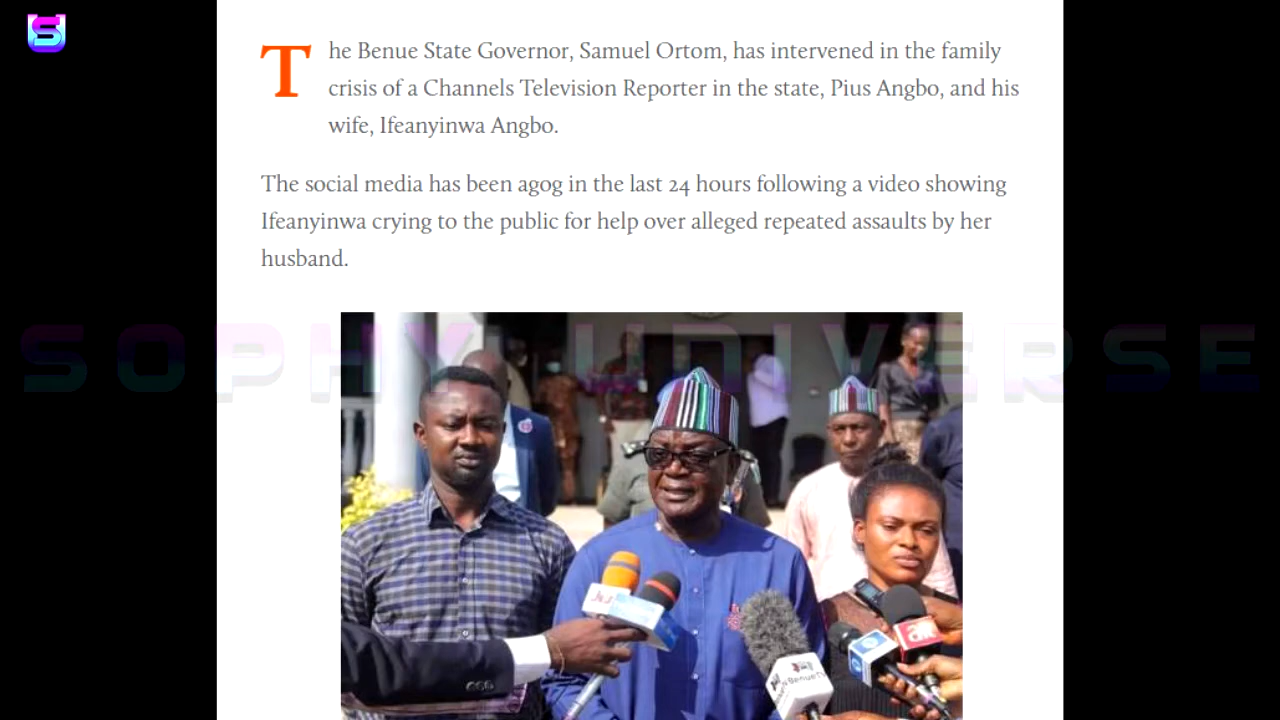 S
The Benue State Governor, Samuel Ortom, has intervened in the family
crisis of a Channels Television Reporter in the state, Pius Angbo, and his
wife, Ifeanyinwa Angbo.
The social media has been agog in the last 24 hours following a video showing
Ifeanyinwa crying to the public for help over alleged repeated assaults by her
husband.
SOPHY UDIVERSE